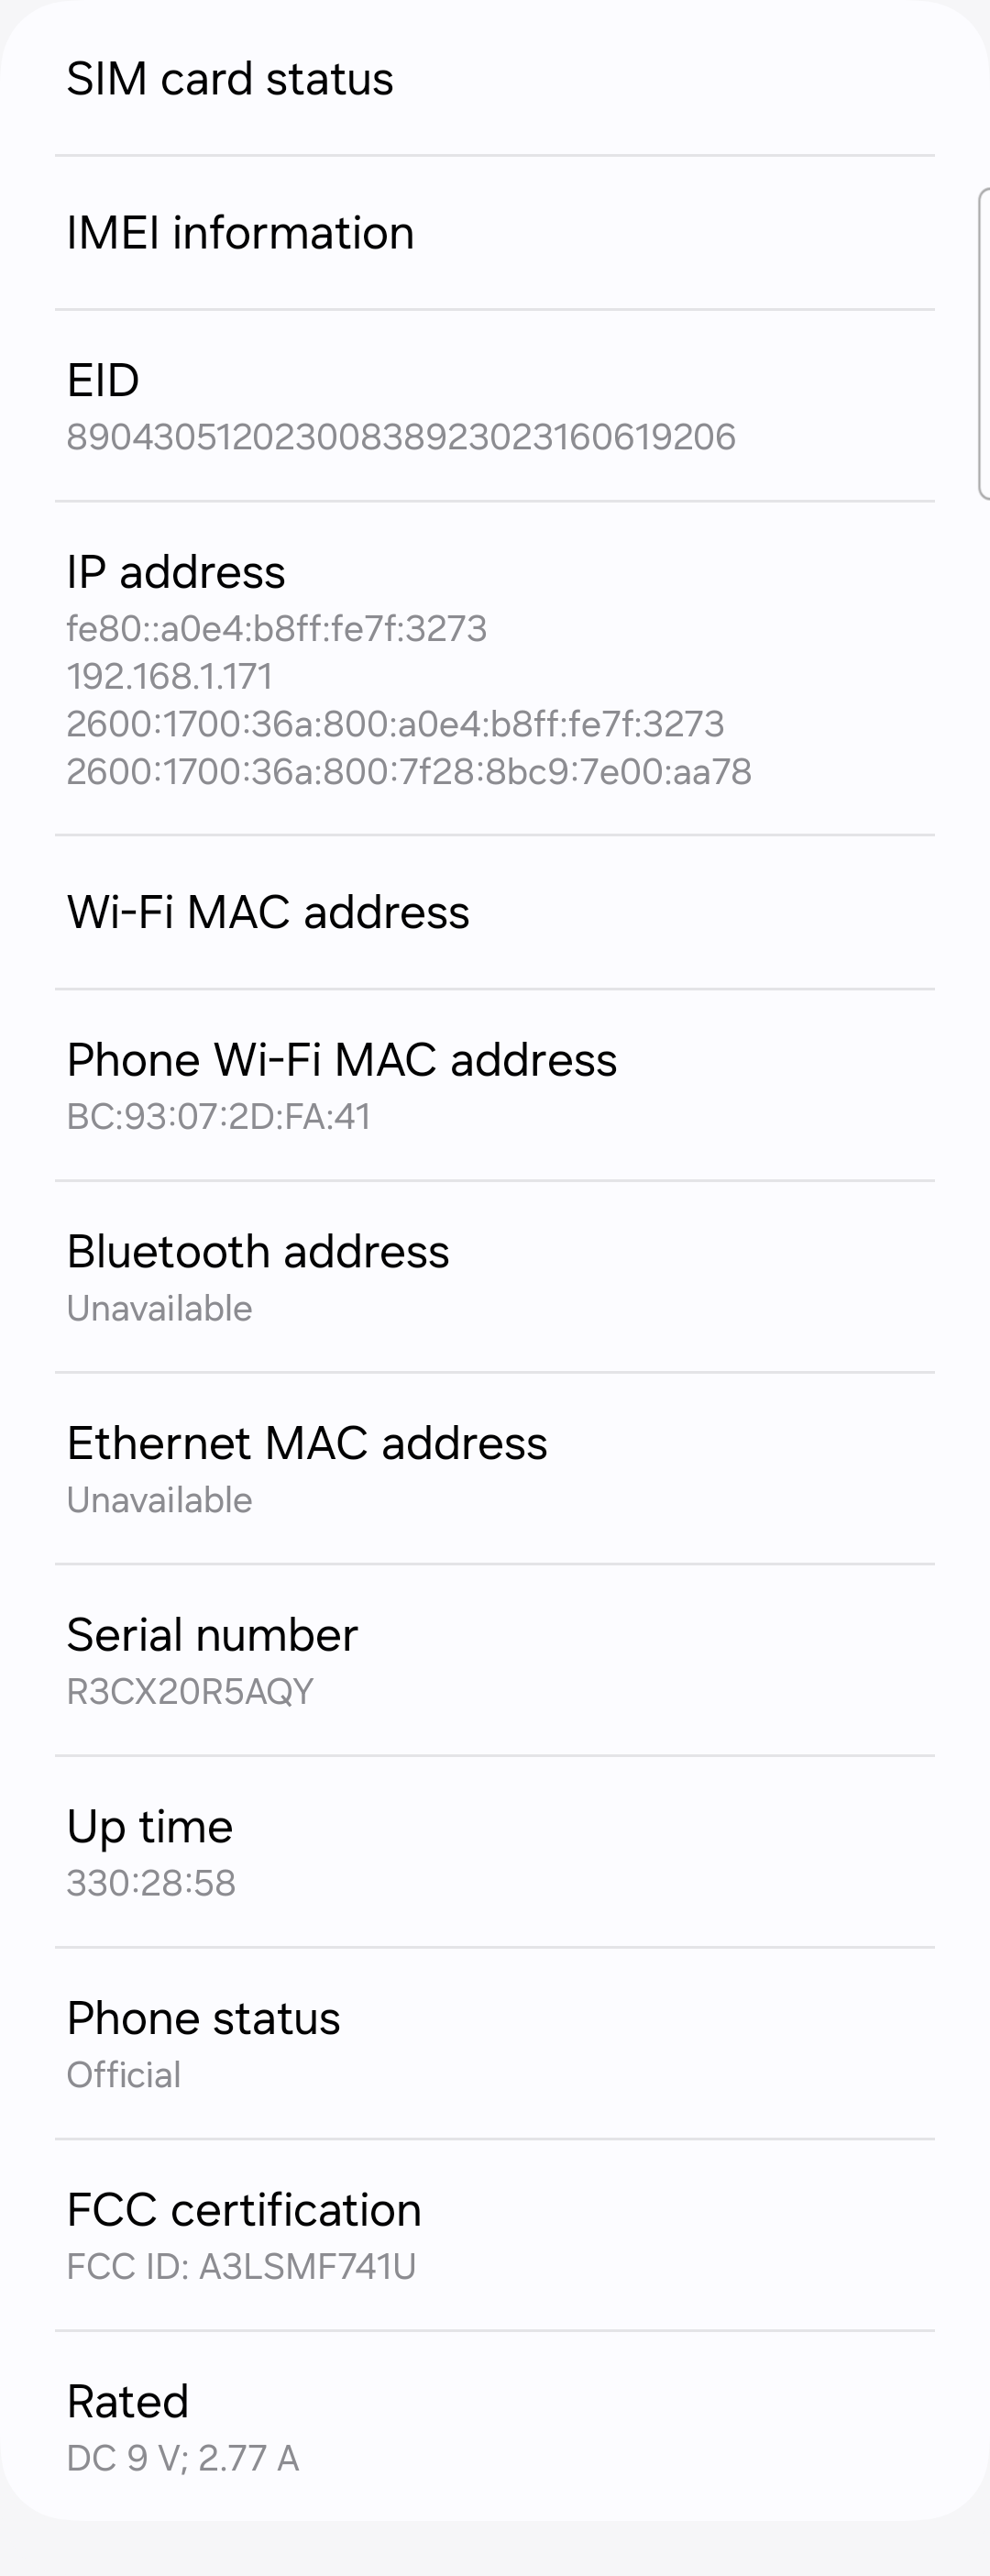 SIM card status
IMEI information
EID
89043051202300838923023160619206
IP address
fe80::a0e4:b8ff:fe7f:3273
192.168.1.171
2600:1700:36a:800:a0e4:b8ff:fe7f:3273
2600:1700:36a:800:7f28:8bc9:7e00:aa78
Wi-Fi MAC address
Phone Wi-Fi MAC address
BC:93:07:2D:FA:41
Bluetooth address
Unavailable
Ethernet MAC address
Unavailable
Serial number
R3CX20R5AQY
Up time
330:28:58
Phone status
Official
FCC certification
FCC ID: A3LSMF741U
Rated
DC 9 V; 2.77 A